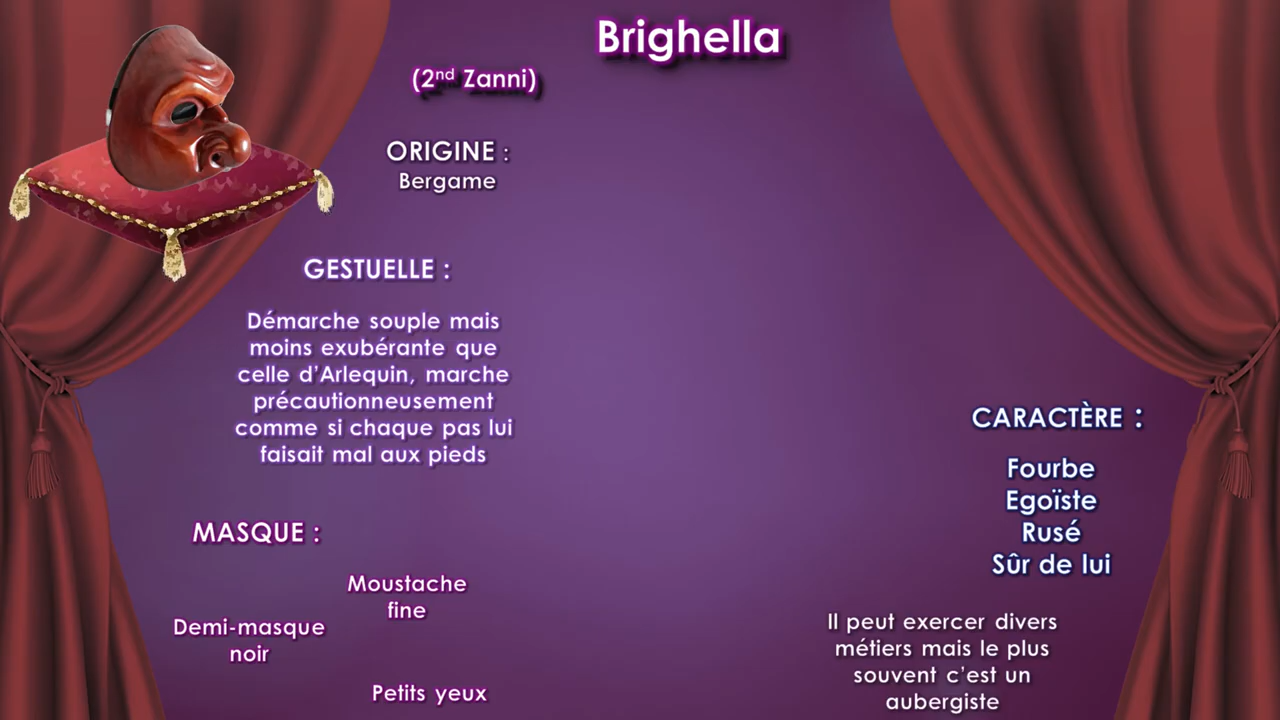 Brighella
(2nd Zanni)
ORIGINE :
Bergame
GESTUELLE :
Démarche souple mais
moins exubérante que
celle d'Arlequin, marche
précautionneusement
comme si chaque pas lui
faisait mal aux pieds
MASQUE :
Moustache
fine
Demi-masque
noir
Petits yeux
CARACTÈRE :
Fourbe
Egoïste
Rusé
Sûr de lui
Il peut exercer divers
métiers mais le plus
souvent c'est un
aubergiste